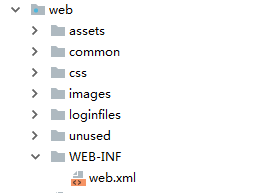 web
assets
common
css
images
loginfiles
unused
WEB-INF
web.xml